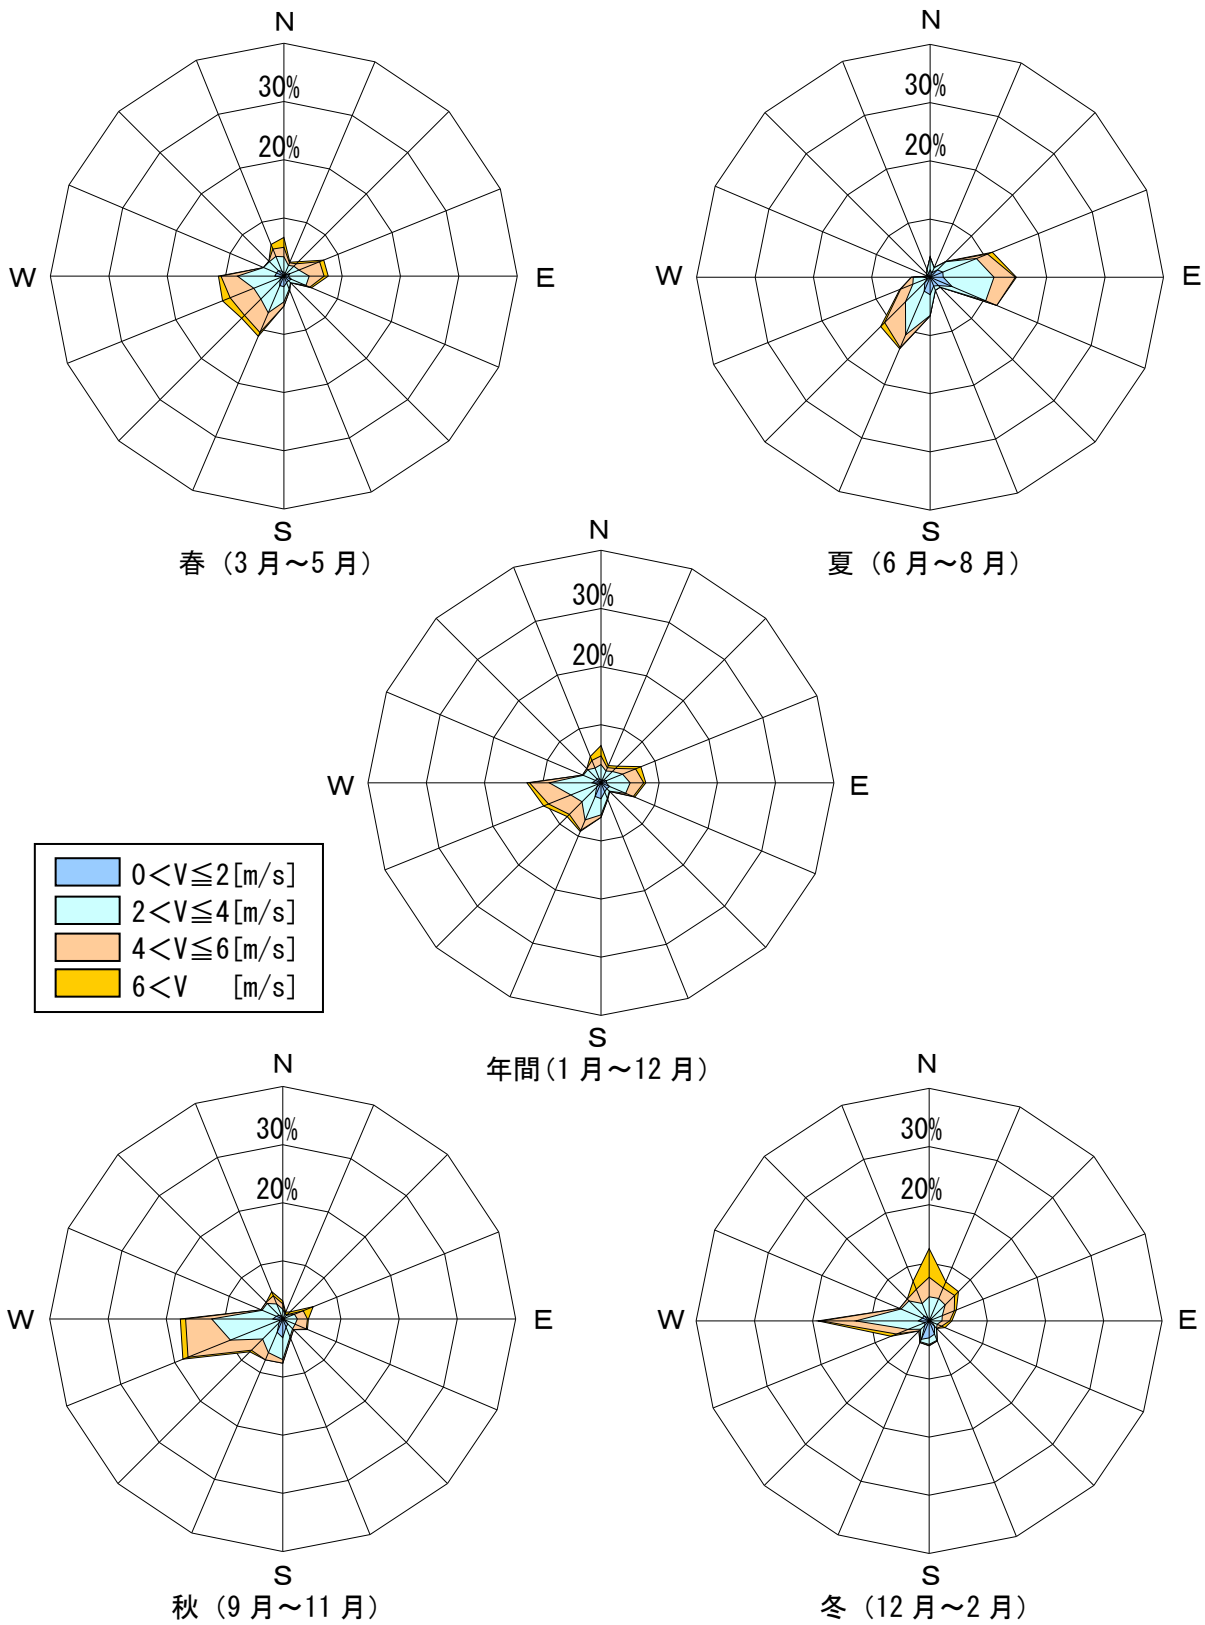 N
30%
20%
W
E
S
春 (3 月～5 月)
N
30%
20%
W
E
S
夏 (6 月～8 月)
N
30%
20%
W
E
S
年間(1 月～12 月)
0＜V≦2[m/s]
2＜V≦4[m/s]
4＜V≦6[m/s]
6＜V [m/s]
N
30%
20%
W
E
S
秋 (9 月～11 月)
N
30%
20%
W
E
S
冬 (12 月～2 月)